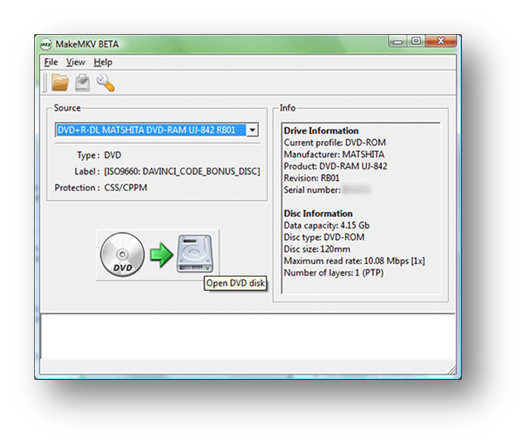 MakeMKV BETA
File View Help
Source
DVD+R-DL MATSHITA DVD-RAM UJ-842 RB01
Type : DVD
Label : [ISO9660: DAVINCI_CODE_BONUS_DISC]
Protection : CSS/CPPM
DVD
Open DVD disk
Info
Drive Information
Current profile: DVD-ROM
Manufacturer: MATSHITA
Product: DVD-RAM UJ-842
Revision: RB01
Serial number:
Disc Information
Data capacity: 4.15 Gb
Disc type: DVD-ROM
Disc size: 120mm
Maximum read rate: 10.08 Mbps [1x]
Number of layers: 1 (PTP)